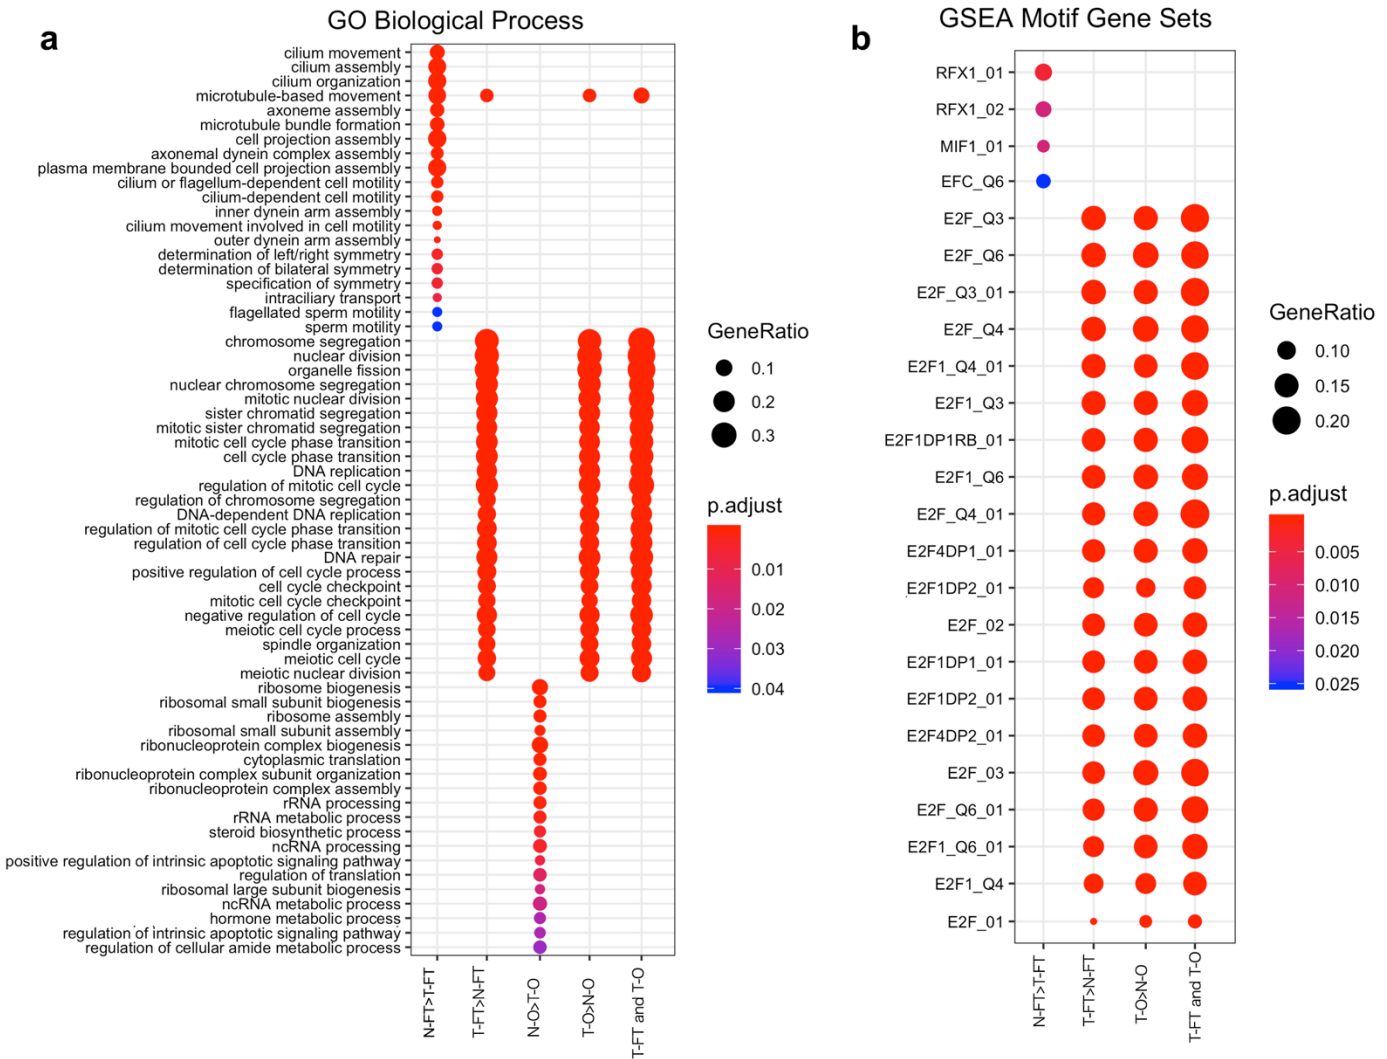 a
GO Biological Process
cilium movement
cilium assembly
cilium organization
microtubule-based movement
axoneme assembly
microtubule bundle formation
cell projection assembly
axonemal dynein complex assembly
plasma membrane bounded cell projection assembly
cilium or flagellum-dependent cell motility
cilium-dependent cell motility
inner dynein arm assembly
cilium movement involved in cell motility
outer dynein arm assembly
determination of left/right symmetry
determination of bilateral symmetry
specification of symmetry
intraciliary transport
flagellated sperm motility
sperm motility
chromosome segregation
nuclear division
organelle fission
nuclear chromosome segregation
mitotic nuclear division
sister chromatid segregation
mitotic sister chromatid segregation
mitotic cell cycle phase transition
cell cycle phase transition
DNA replication
regulation of mitotic cell cycle
regulation of chromosome segregation
DNA-dependent DNA replication
regulation of mitotic cell cycle phase transition
regulation of cell cycle phase transition
DNA repair
positive regulation of cell cycle process
cell cycle checkpoint
mitotic cell cycle checkpoint
negative regulation of cell cycle
meiotic cell cycle process
spindle organization
meiotic cell cycle
meiotic nuclear division
ribosome biogenesis
ribosomal small subunit biogenesis
ribosome assembly
ribosomal small subunit assembly
ribonucleoprotein complex biogenesis
cytoplasmic translation
ribonucleoprotein complex subunit organization
ribonucleoprotein complex assembly
rRNA processing
rRNA metabolic process
steroid biosynthetic process
ncRNA processing
positive regulation of intrinsic apoptotic signaling pathway
regulation of translation
ribosomal large subunit biogenesis
ncRNA metabolic process
hormone metabolic process
regulation of intrinsic apoptotic signaling pathway
regulation of cellular amide metabolic process
N-FT>T-FT
T-FT>N-FT
N-O>T-O
T-O>N-O
T-FT and T-O
GeneRatio
0.1
0.2
0.3
p.adjust
0.01
0.02
0.03
0.04
b
GSEA Motif Gene Sets
RFX1_01
RFX1_02
MIF1_01
EFC_Q6
E2F_Q3
E2F_Q6
E2F_Q3_01
E2F_Q4
E2F1_Q4_01
E2F1_Q3
E2F1DP1RB_01
E2F1_Q6
E2F_Q4_01
E2F4DP1_01
E2F1DP2_01
E2F_02
E2F1DP1_01
E2F1DP2_01
E2F4DP2_01
E2F_03
E2F_Q6_01
E2F1_Q6_01
E2F1_Q4
E2F_01
N-FT>T-FT
T-FT>N-FT
T-O>N-O
T-FT and T-O
GeneRatio
0.10
0.15
0.20
p.adjust
0.005
0.010
0.015
0.020
0.025